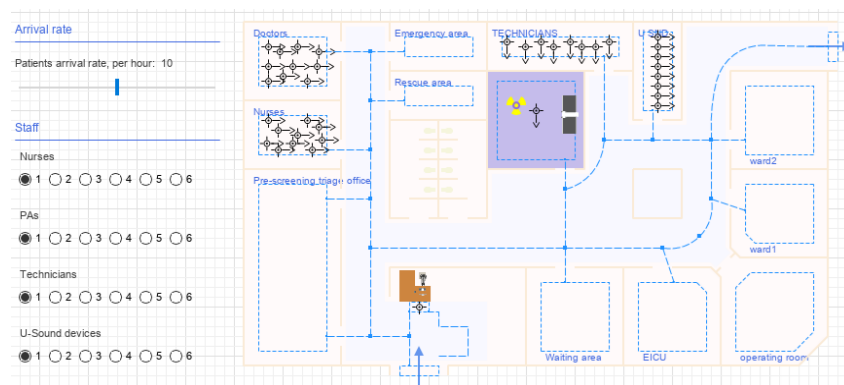 Arrival rate
Patients arrival rate, per hour: 10
Staff
Nurses
1 2 3 4 5 6
PAs
1 2 3 4 5 6
Technicians
1 2 3 4 5 6
U-Sound devices
1 2 3 4 5 6
Doctors
Emergency area
TECHNICIANS
Rescue area
Nurses
Pre-screening triage office
ward2
ward1
Waiting area
EICU
operating room